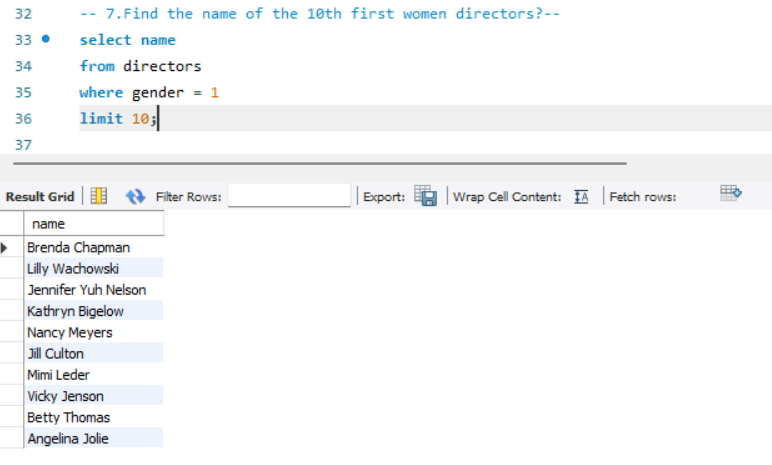 32 -- 7.Find the name of the 10th first women directors?--
33 select name
34 from directors
35 where gender = 1
36 limit 10;
37
Result Grid Filter Rows: Export: Wrap Cell Content: IA Fetch rows:
name
Brenda Chapman
Lilly Wachowski
Jennifer Yuh Nelson
Kathryn Bigelow
Nancy Meyers
Jill Culton
Mimi Leder
Vicky Jenson
Betty Thomas
Angelina Jolie